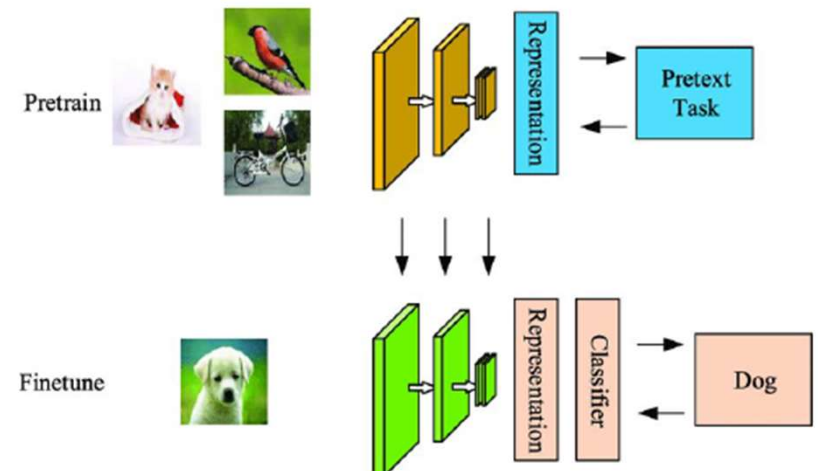 Pretrain
Representation
Pretext
Task
Finetune
Representation
Classifier
Dog